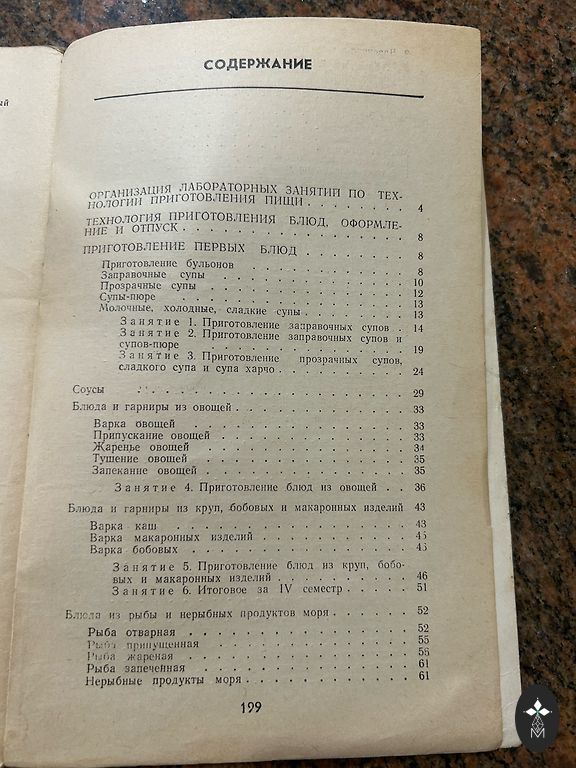 ый
СОДЕРЖАНИЕ
ОРГАНИЗАЦИЯ ЛАБОРАТОРНЫХ ЗАНЯТИЙ ПО ТЕХ-
НОЛОГИИ ПРИГОТОВЛЕНИЯ ПИЩИ . . . . . . . 4
ТЕХНОЛОГИЯ ПРИГОТОВЛЕНИЯ БЛЮД, ОФОРМЛЕ-
НИЕ И ОТПУСК . . . . . . . . . . . . 8
ПРИГОТОВЛЕНИЕ ПЕРВЫХ БЛЮД . . . . . . . 8
Приготовление бульонов . . . . . . . . . . 8
Заправочные супы . . . . . . . . . . . 8
Прозрачные супы . . . . . . . . . . . 10
Супы-пюре . . . . . . . . . . . . . 12
Молочные, холодные, сладкие супы . . . . . . . 13
Занятие 1. Приготовление заправочных супов . 14
Занятие 2. Приготовление заправочных супов и
супов-пюре . . . . . . . . . . . . 19
Занятие 3. Приготовление прозрачных супов,
сладкого супа и супа харчо . . . . . . . . 24
Соусы . . . . . . . . . . . . . . 29
Блюда и гарниры из овощей . . . . . . . . . 33
Варка овощей . . . . . . . . . . . . 33
Припускание овощей . . . . . . . . . . 33
Жаренье овощей . . . . . . . . . . . 34
Тушение овощей . . . . . . . . . . . 35
Запекание овощей . . . . . . . . . . . 35
Занятие 4. Приготовление блюд из овощей . 36
Блюда и гарниры из круп, бобовых и макаронных изделий 43
Варка каш . . . . . . . . . . . . . 43
Варка макаронных изделий . . . . . . . . . 45
Варка бобовых . . . . . . . . . . . . 45
Занятие 5. Приготовление блюд из круп, бобо-
вых и макаронных изделий . . . . . . . . 46
Занятие 6. Итоговое за IV семестр . . . . . 51
Блюда из рыбы и нерыбных продуктов моря . . . . . 52
Рыба отварная . . . . . . . . . . . . 52
Рыба припущенная . . . . . . . . . . . 55
Рыба жареная . . . . . . . . . . . . 56
Рыба запеченная . . . . . . . . . . . 61
Нерыбные продукты моря . . . . . . . . . 61
199